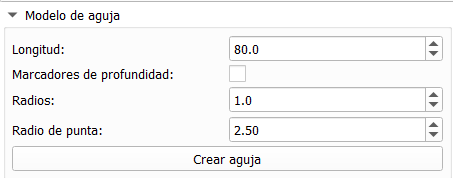 Modelo de aguja
Longitud: 80.0
Marcadores de profundidad:
Radios: 1.0
Radio de punta: 2.50
Crear aguja